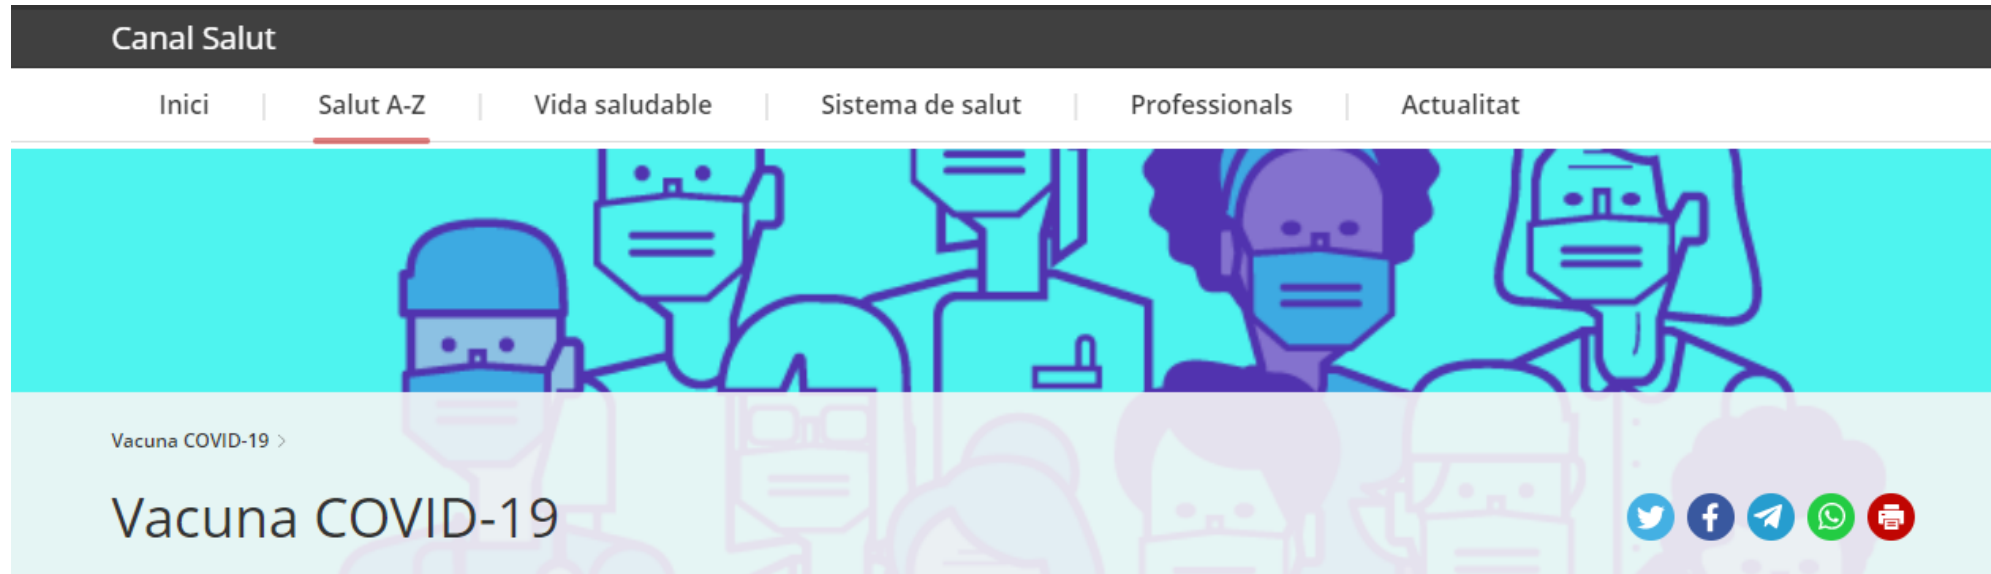 Canal Salut
Inici Salut A-Z Vida saludable Sistema de salut Professionals Actualitat
Vacuna COVID-19 >
Vacuna COVID-19